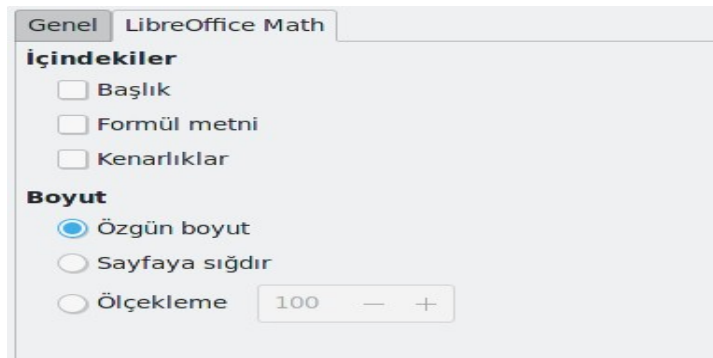 Genel LibreOffice Math
İçindekiler
Başlık
Formül metni
Kenarlıklar
Boyut
Özgün boyut
Sayfaya sığdır
Ölçekleme 100 — +